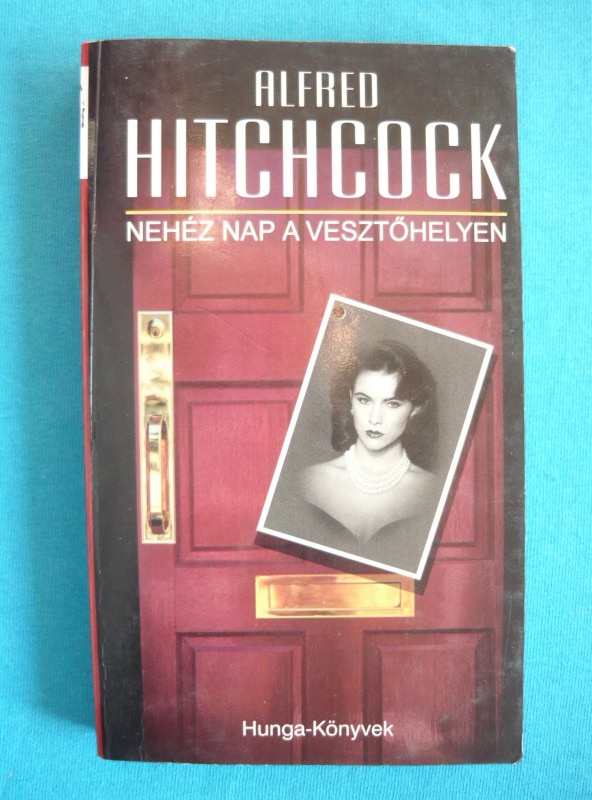 ALFRED
HITCHCOCK
NEHÉZ NAP A VESZTŐHELYEN
Hunga-Könyvek